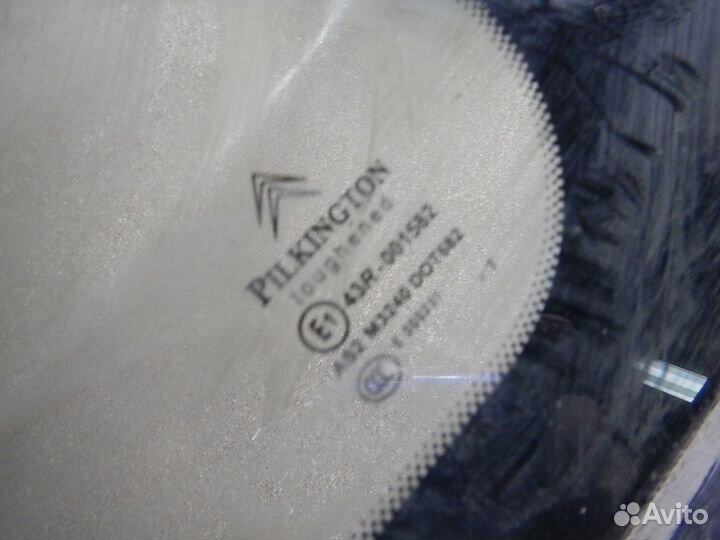 PILKINGTON
toughened
E1 43R-001582
AS2 M3240 DOT682
Avito